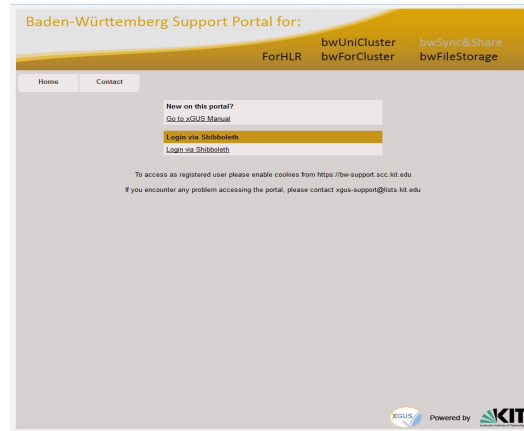 Baden-Württemberg Support Portal for:
bwUniCluster bwSync&Share
ForHLR bwForCluster bwFileStorage
Home Contact
New on this portal?
Go to xGUS Manual
Login via Shibboleth
Login via Shibboleth
To access as registered user please enable cookies from https://bw-support.scc.kit.edu
If you encounter any problem accessing the portal, please contact xgus-support@lists.kit.edu
XGUS Powered by KIT